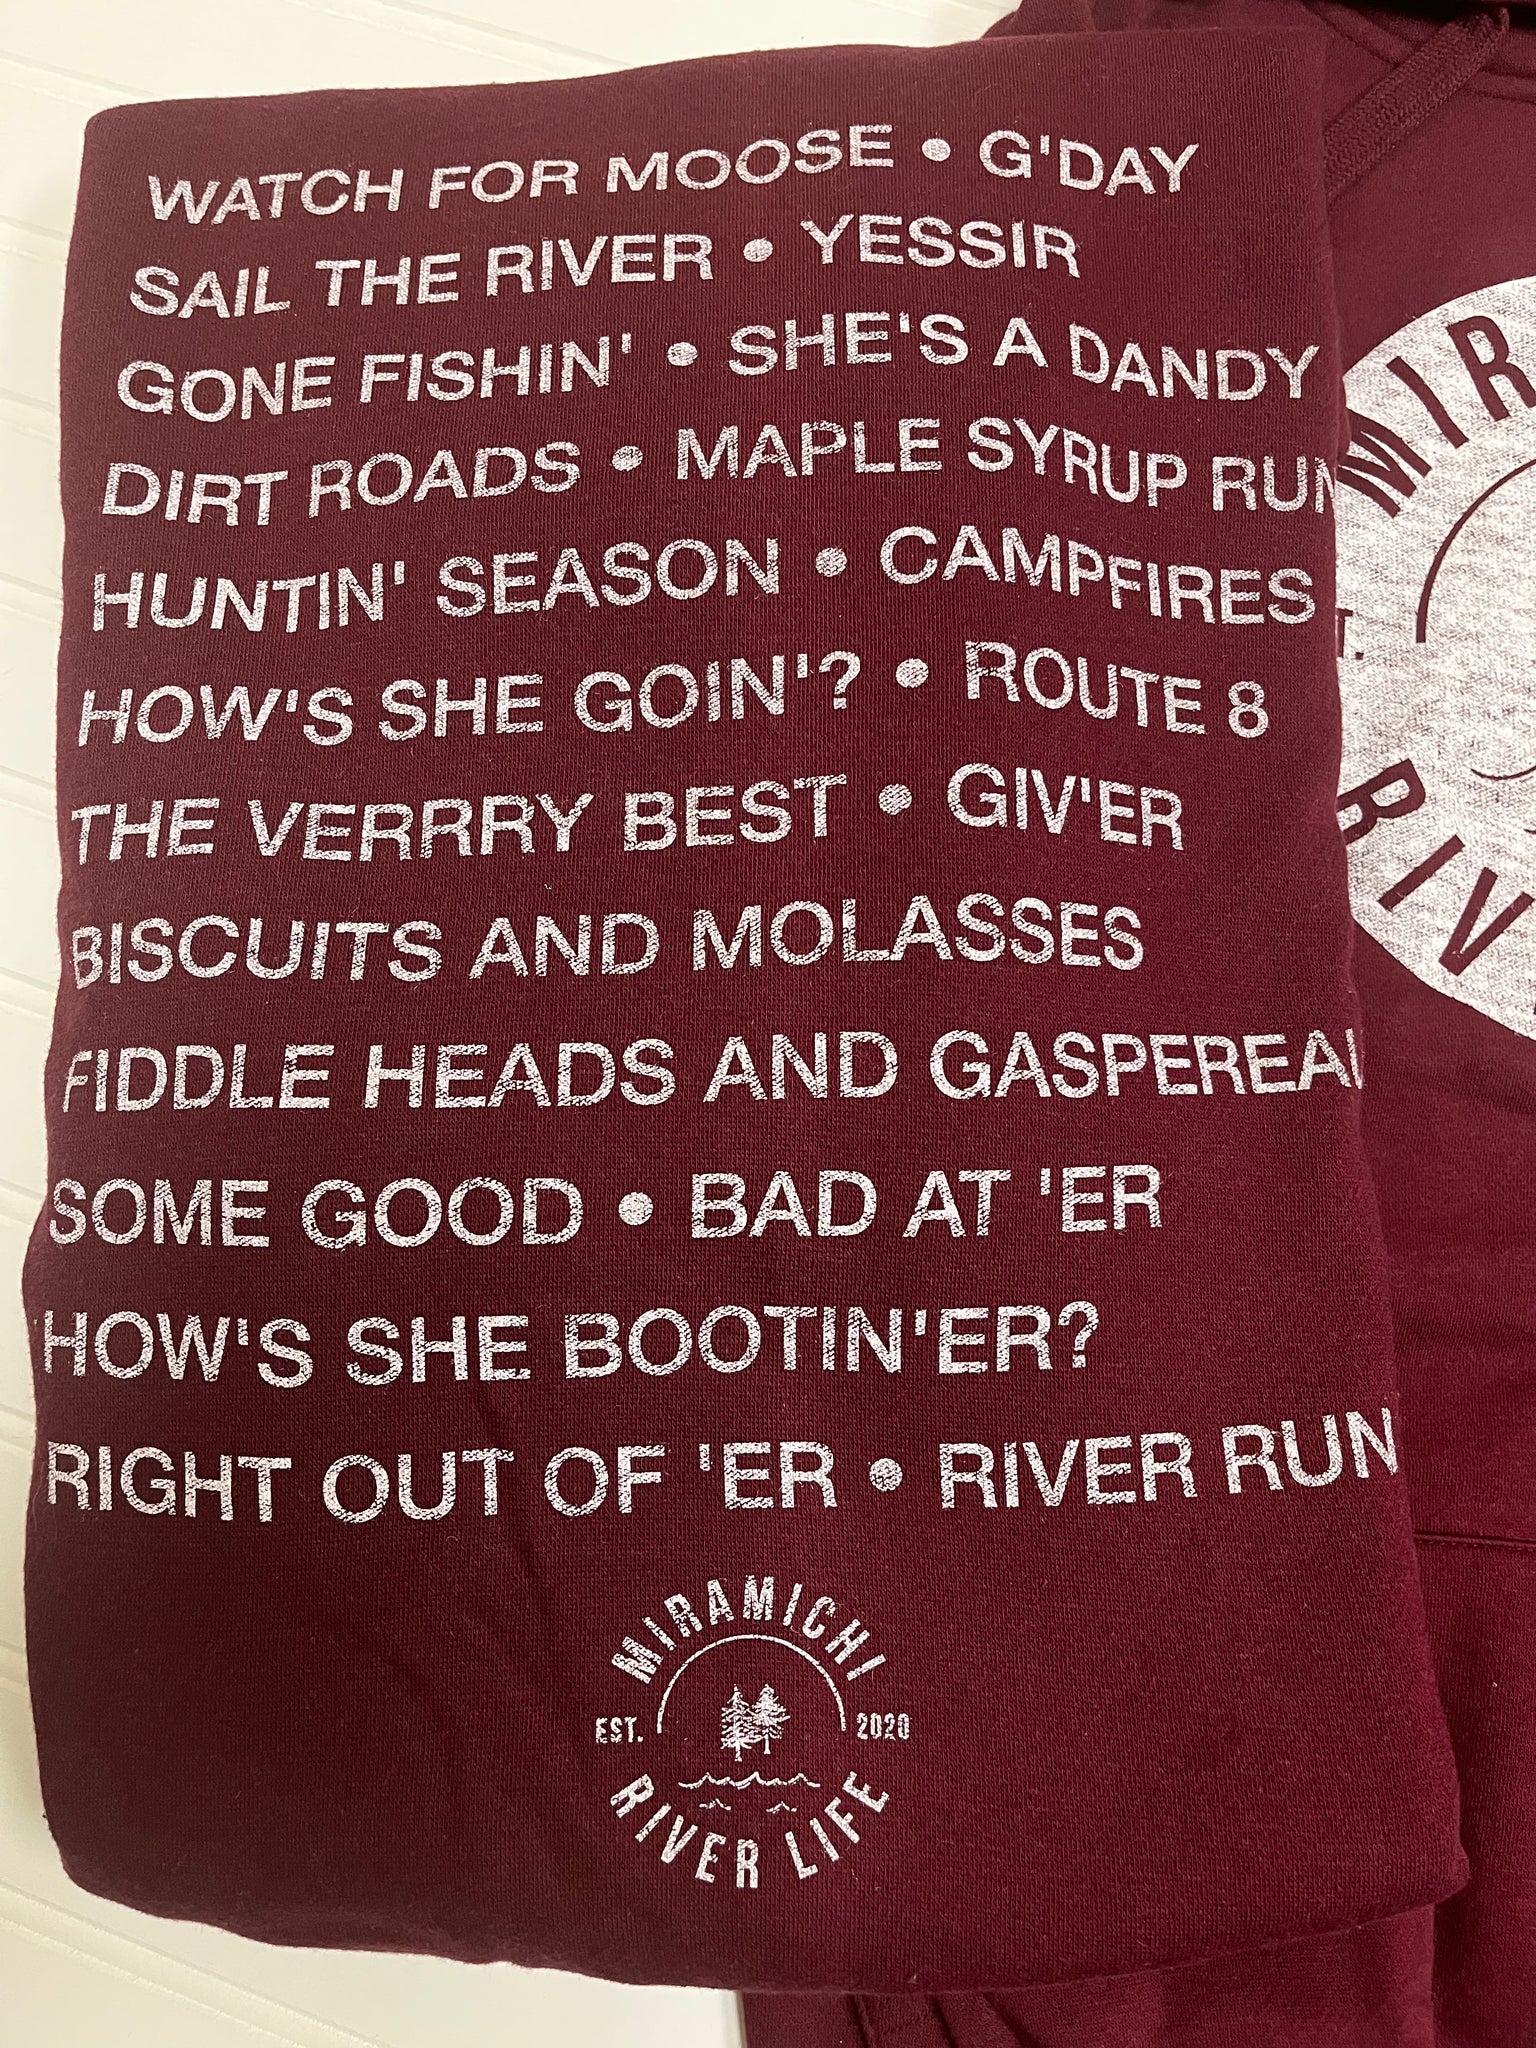 WATCH FOR MOOSE • G'DAY
SAIL THE RIVER • YESSIR
GONE FISHIN' • SHE'S A DANDY
DIRT ROADS • MAPLE SYRUP RUN
HUNTIN' SEASON • CAMPFIRES
HOW'S SHE GOIN'? • ROUTE 8
THE VERRRY BEST • GIV'ER
BISCUITS AND MOLASSES
FIDDLE HEADS AND GASPEREAU
SOME GOOD • BAD AT 'ER
HOW'S SHE BOOTIN'ER?
RIGHT OUT OF 'ER • RIVER RUN
MIRAMICHI
EST. 2020
RIVER LIFE
MIR
RIV